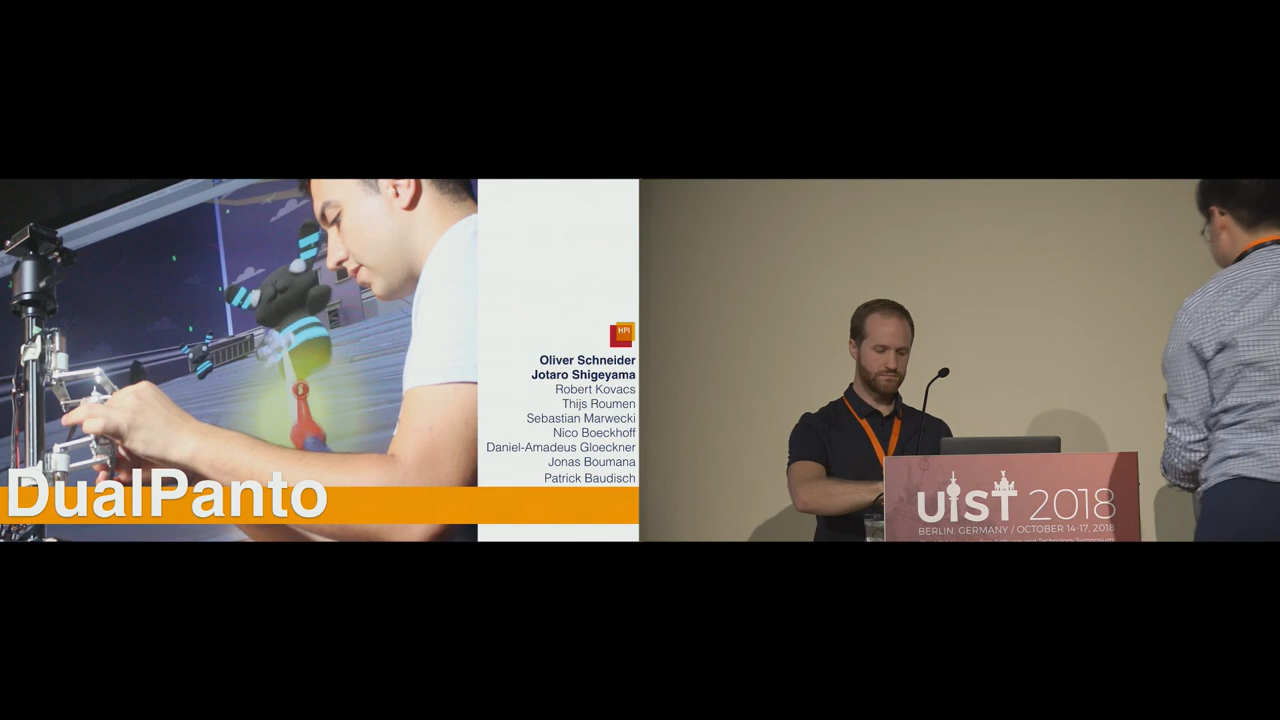 HPI
Oliver Schneider
Jotaro Shigeyama
Robert Kovacs
Thijs Roumen
Sebastian Marwecki
Nico Boeckhoff
Daniel-Amadeus Gloeckner
Jonas Boumana
Patrick Baudisch
DualPanto
UIST 2018
BERLIN, GERMANY / OCTOBER 14-17, 2018